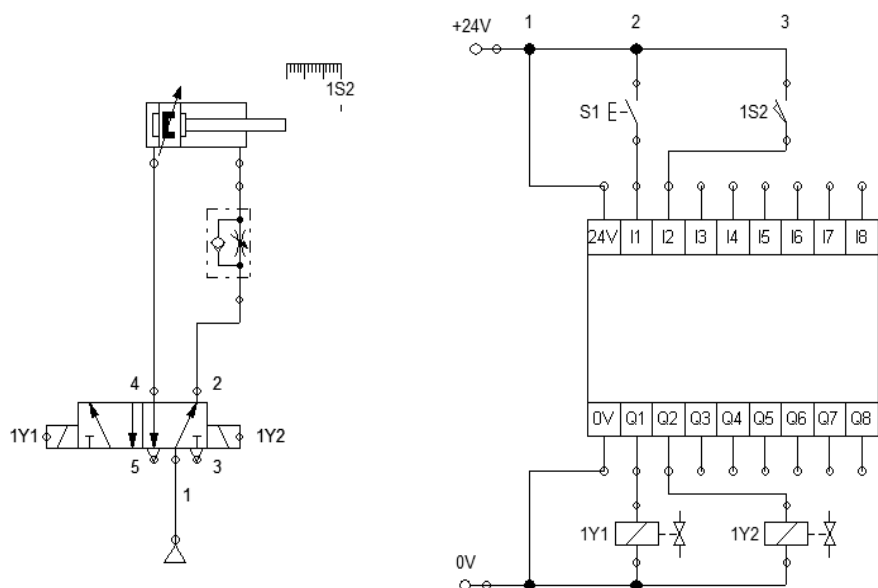 +24V 1 2 3
1S2
S1 1S2
24V I1 I2 I3 I4 I5 I6 I7 I8
4 2
1Y1 1Y2
5 3
1
0V Q1 Q2 Q3 Q4 Q5 Q6 Q7 Q8
1Y1 1Y2
0V